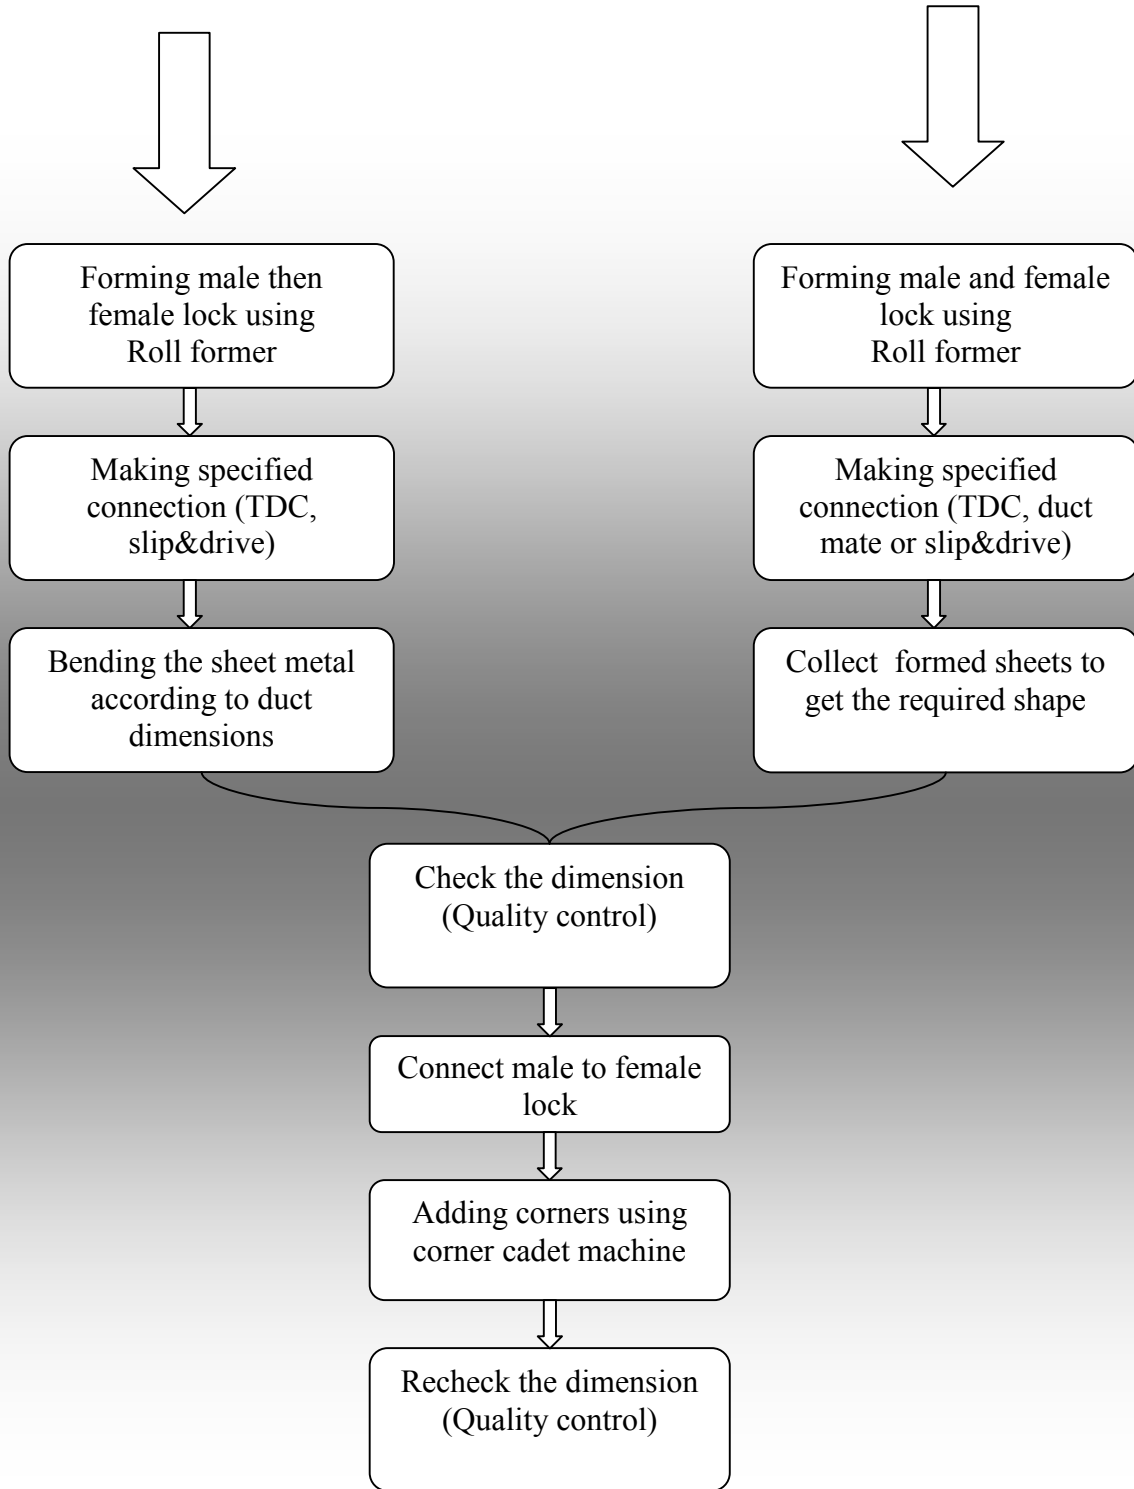 Forming male then
female lock using
Roll former
Making specified
connection (TDC,
slip&drive)
Bending the sheet metal
according to duct
dimensions
Forming male and female
lock using
Roll former
Making specified
connection (TDC, duct
mate or slip&drive)
Collect  formed sheets to
get the required shape
Check the dimension
(Quality control)
Connect male to female
lock
Adding corners using
corner cadet machine
Recheck the dimension
(Quality control)